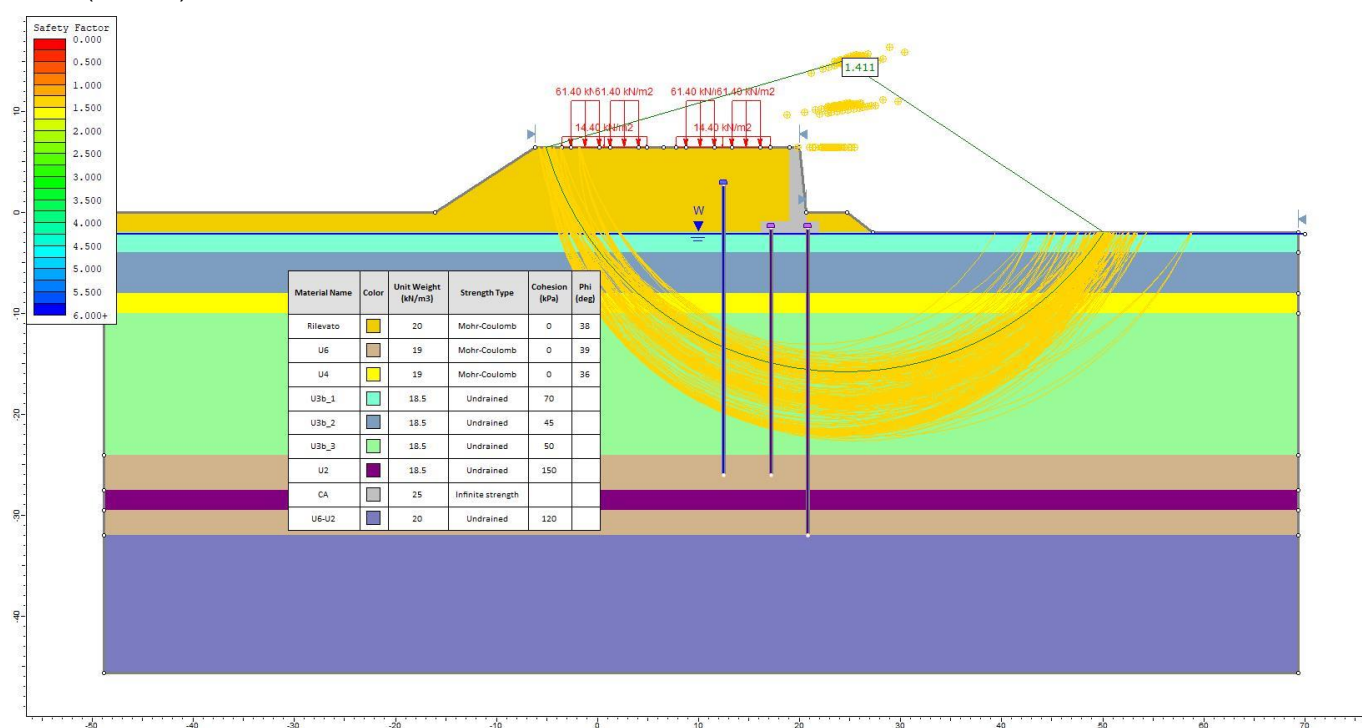 Safety Factor
0.000
0.500
1.000
1.500
2.000
2.500
3.000
3.500
4.000
4.500
5.000
5.500
6.000+
1.411
61.40 kN/m2
61.40 kN/m2
14.40 kN/m2
14.40 kN/m2
W
Material Name Color Unit Weight (kN/m3) Strength Type Cohesion (kPa) Phi (deg)
Rilevato 20 Mohr-Coulomb 0 38
U6 19 Mohr-Coulomb 0 39
U4 19 Mohr-Coulomb 0 36
U3b_1 18.5 Undrained 70
U3b_2 18.5 Undrained 45
U3b_3 18.5 Undrained 50
U2 18.5 Undrained 150
CA 25 Infinite strength
U6-U2 20 Undrained 120
10
0
-10
-20
-30
-40
-50 -40 -30 -20 -10 0 10 20 30 40 50 60 70